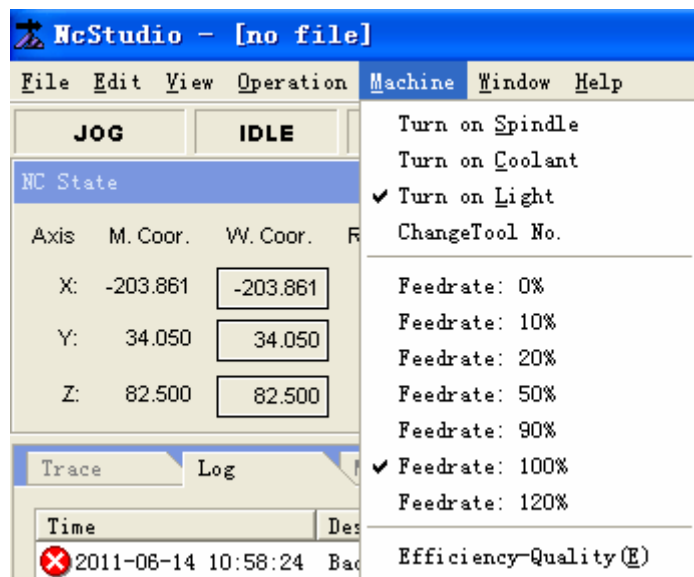 NcStudio - [no file]
File Edit View Operation Machine Window Help
JOG IDLE
NC State
Axis M. Coor. W. Coor.
X: -203.861 -203.861
Y: 34.050 34.050
Z: 82.500 82.500
Trace Log
Time
2011-06-14 10:58:24
Turn on Spindle
Turn on Coolant
✓ Turn on Light
ChangeTool No.
Feedrate: 0%
Feedrate: 10%
Feedrate: 20%
Feedrate: 50%
Feedrate: 90%
✓ Feedrate: 100%
Feedrate: 120%
Efficiency-Quality(E)